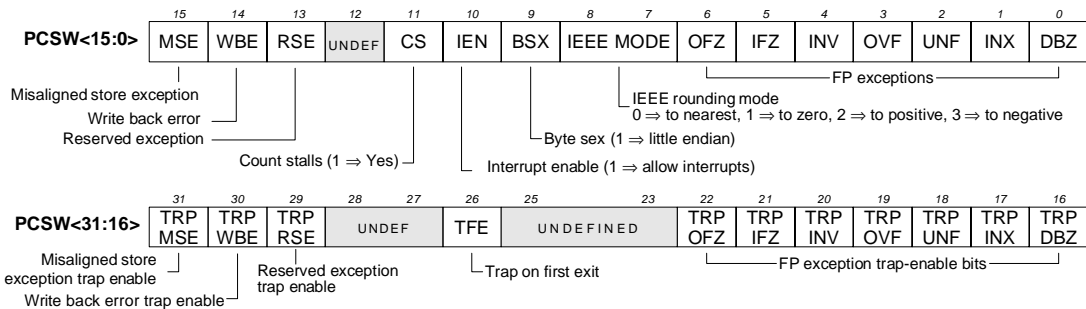 15 14 13 12 11 10 9 8 7 6 5 4 3 2 1 0
PCSW<15:0> MSE WBE RSE UNDEF CS IEN BSX IEEE MODE OFZ IFZ INV OVF UNF INX DBZ
FP exceptions
Misaligned store exception
IEEE rounding mode
0 ⇒ to nearest, 1 ⇒ to zero, 2 ⇒ to positive, 3 ⇒ to negative
Write back error
Reserved exception
Byte sex (1 ⇒ little endian)
Count stalls (1 ⇒ Yes)
Interrupt enable (1 ⇒ allow interrupts)
31 30 29 28 27 26 25 23 22 21 20 19 18 17 16
PCSW<31:16> TRP MSE TRP WBE TRP RSE UNDEF TFE UNDEFINED TRP OFZ TRP IFZ TRP INV TRP OVF TRP UNF TRP INX TRP DBZ
Misaligned store
exception trap enable
Reserved exception
trap enable
Trap on first exit
FP exception trap-enable bits
Write back error trap enable